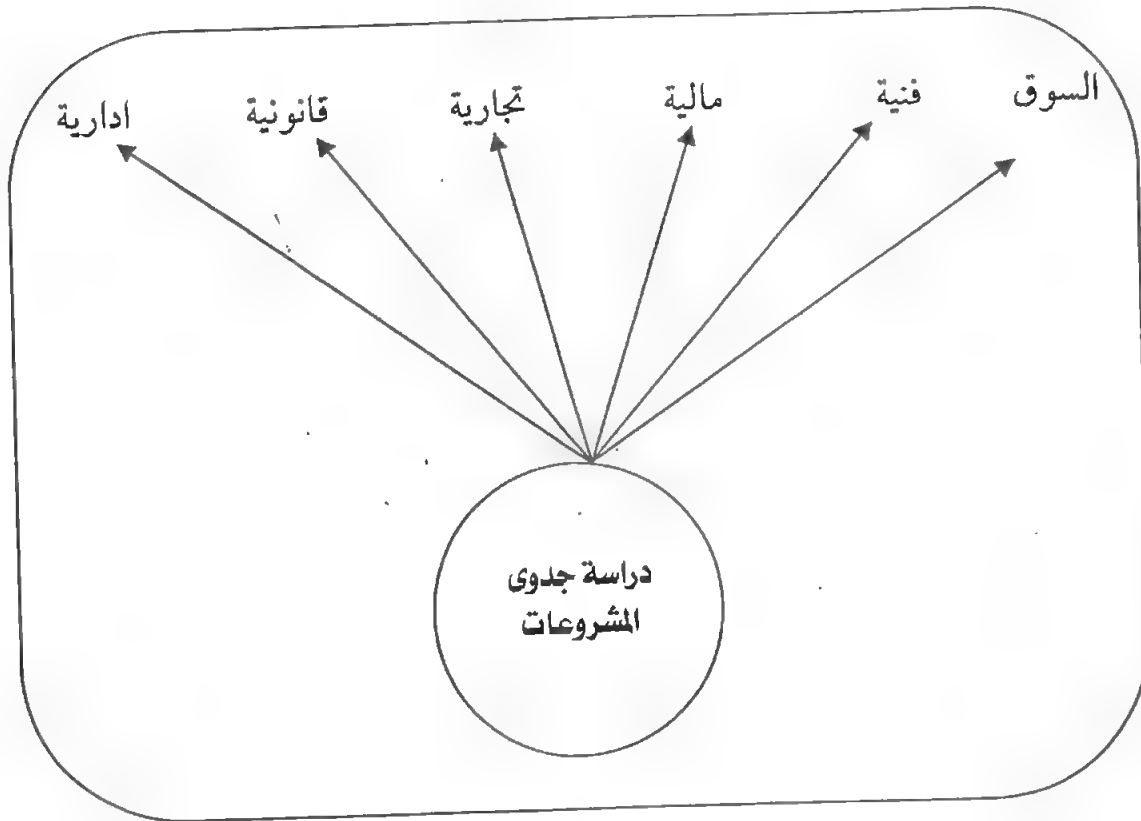 السوق
فنية
مالية
تجارية
قانونية
ادارية
دراسة جدوى
المشروعات